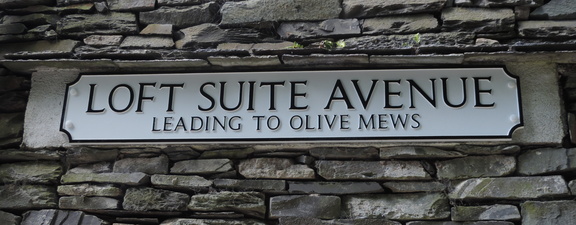 LOFT SUITE AVENUE
LEADING TO OLIVE MEWS